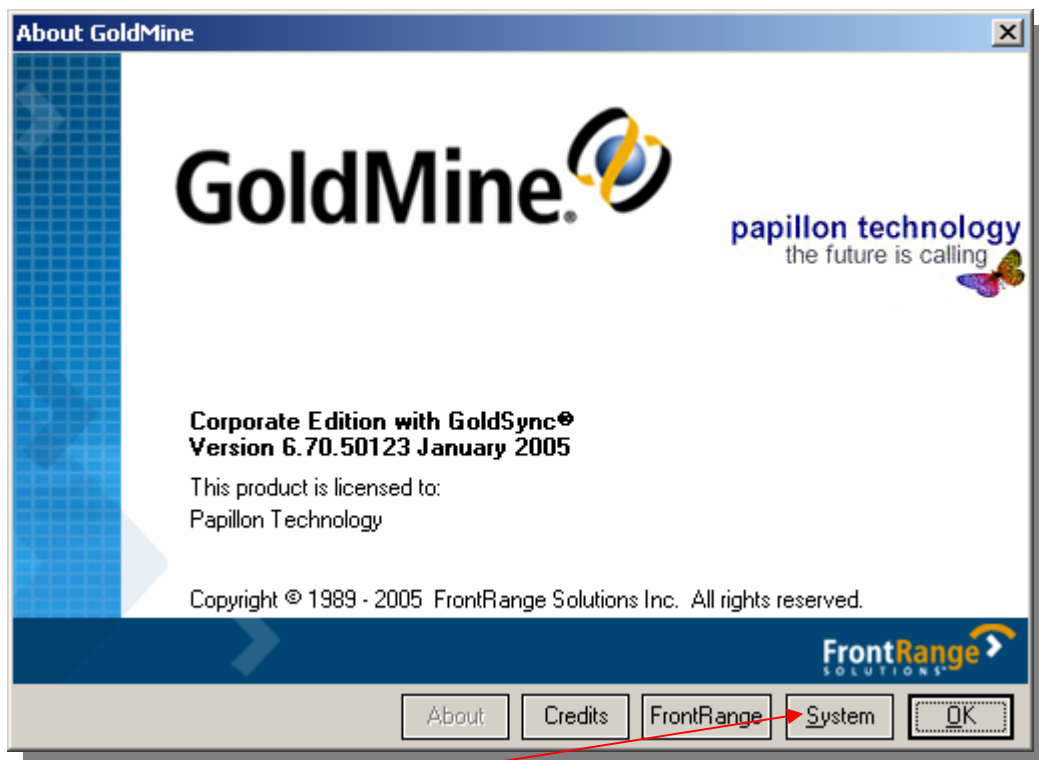 About GoldMine
GoldMine®
papillon technology
the future is calling
Corporate Edition with GoldSync®
Version 6.70.50123 January 2005
This product is licensed to:
Papillon Technology
Copyright © 1989 - 2005 FrontRange Solutions Inc. All rights reserved.
FrontRange
SOLUTIONS
About Credits FrontRange System OK